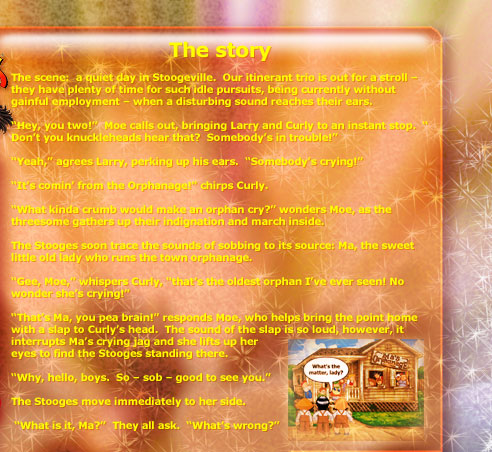 The story
The scene: a quiet day in Stoogeville. Our itinerant trio is out for a stroll –
they have plenty of time for such idle pursuits, being currently without
gainful employment – when a disturbing sound reaches their ears.
“Hey, you two!” Moe calls out, bringing Larry and Curly to an instant stop. “
Don’t you knuckleheads hear that? Somebody’s in trouble!”
“Yeah,” agrees Larry, perking up his ears. “Somebody’s crying!”
“It’s comin’ from the Orphanage!” chirps Curly.
“What kinda crumb would make an orphan cry?” wonders Moe, as the
threesome gathers up their indignation and march inside.
The Stooges soon trace the sounds of sobbing to its source: Ma, the sweet
little old lady who runs the town orphanage.
“Gee, Moe,” whispers Curly, “that’s the oldest orphan I’ve ever seen! No
wonder she’s crying!”
“That’s Ma, you pea brain!” responds Moe, who helps bring the point home
with a slap to Curly’s head. The sound of the slap is so loud, however, it
interrupts Ma’s crying jag and she lifts up her
eyes to find the Stooges standing there.
“Why, hello, boys. So – sob – good to see you.”
The Stooges move immediately to her side.
“What is it, Ma?” They all ask. “What’s wrong?”
What's the
matter, lady?